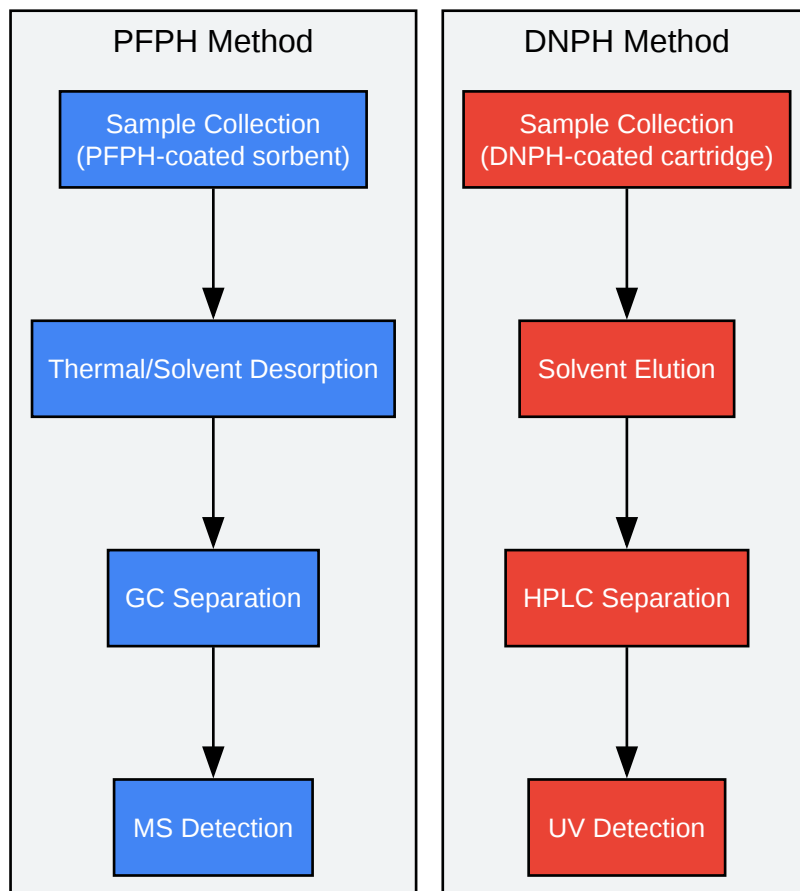 PFPH Method
Sample Collection
(PFPH-coated sorbent)
Thermal/Solvent Desorption
GC Separation
MS Detection
DNPH Method
Sample Collection
(DNPH-coated cartridge)
Solvent Elution
HPLC Separation
UV Detection